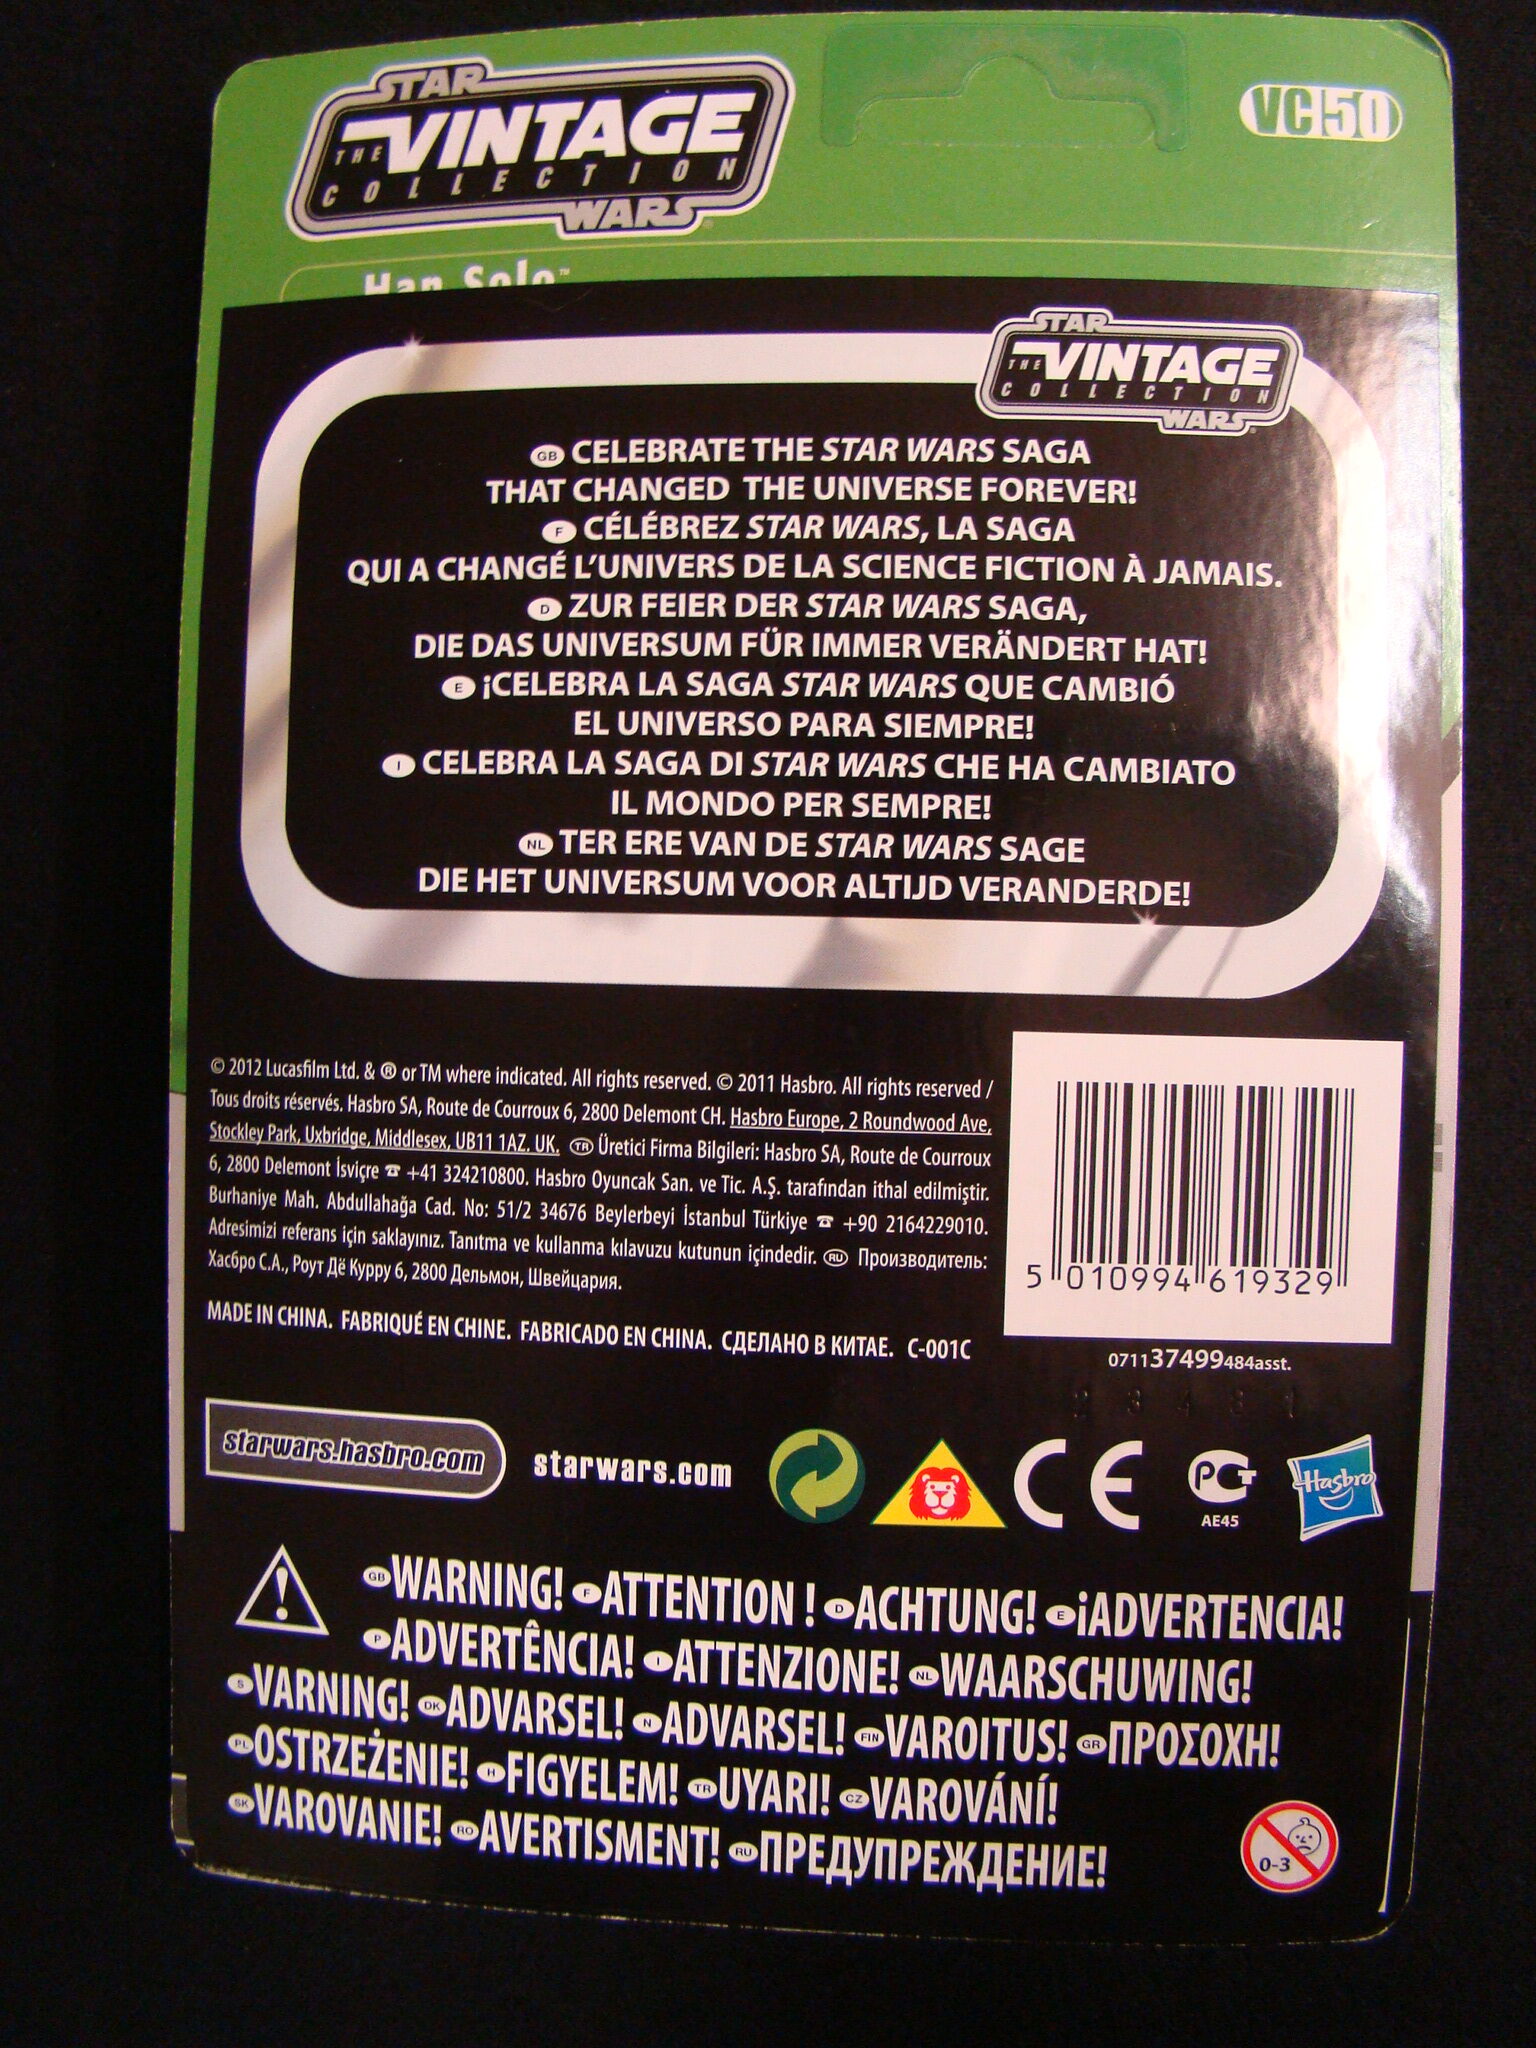 STAR
THE VINTAGE
COLLECTION
WARS
VC50
Han Solo™
STAR
THE VINTAGE
COLLECTION
WARS
GB CELEBRATE THE STAR WARS SAGA
THAT CHANGED THE UNIVERSE FOREVER!
F CÉLÉBREZ STAR WARS, LA SAGA
QUI A CHANGÉ L'UNIVERS DE LA SCIENCE FICTION À JAMAIS.
D ZUR FEIER DER STAR WARS SAGA,
DIE DAS UNIVERSUM FÜR IMMER VERÄNDERT HAT!
E ¡CELEBRA LA SAGA STAR WARS QUE CAMBIÓ
EL UNIVERSO PARA SIEMPRE!
I CELEBRA LA SAGA DI STAR WARS CHE HA CAMBIATO
IL MONDO PER SEMPRE!
NL TER ERE VAN DE STAR WARS SAGE
DIE HET UNIVERSUM VOOR ALTIJD VERANDERDE!
© 2012 Lucasfilm Ltd. & ® or TM where indicated. All rights reserved. © 2011 Hasbro. All rights reserved /
Tous droits réservés. Hasbro SA, Route de Courroux 6, 2800 Delemont CH. Hasbro Europe, 2 Roundwood Ave,
Stockley Park, Uxbridge, Middlesex, UB11 1AZ. UK. TR Üretici Firma Bilgileri: Hasbro SA, Route de Courroux
6, 2800 Delemont İsviçre ☎ +41 324210800. Hasbro Oyuncak San. ve Tic. A.Ş. tarafından ithal edilmiştir.
Burhaniye Mah. Abdullahağa Cad. No: 51/2 34676 Beylerbeyi İstanbul Türkiye ☎ +90 2164229010.
Adresimizi referans için saklayınız. Tanıtma ve kullanma kılavuzu kutunun içindedir. RU Производитель:
Хасбро С.А., Роут Дё Курру 6, 2800 Дельмон, Швейцария.
MADE IN CHINA. FABRIQUÉ EN CHINE. FABRICADO EN CHINA. СДЕЛАНО В КИТАЕ. C-001C
5 010994 619329
071137499484asst.
starwars.hasbro.com
starwars.com
CE
РСТ
AE45
Hasbro
GB WARNING! F ATTENTION ! D ACHTUNG! E ¡ADVERTENCIA!
P ADVERTÊNCIA! I ATTENZIONE! NL WAARSCHUWING!
S VARNING! DK ADVARSEL! N ADVARSEL! FIN VAROITUS! GR ΠΡΟΣΟΧΗ!
PL OSTRZEŻENIE! H FIGYELEM! TR UYARI! CZ VAROVÁNÍ!
SK VAROVANIE! RO AVERTISMENT! RU ПРЕДУПРЕЖДЕНИЕ!
0-3